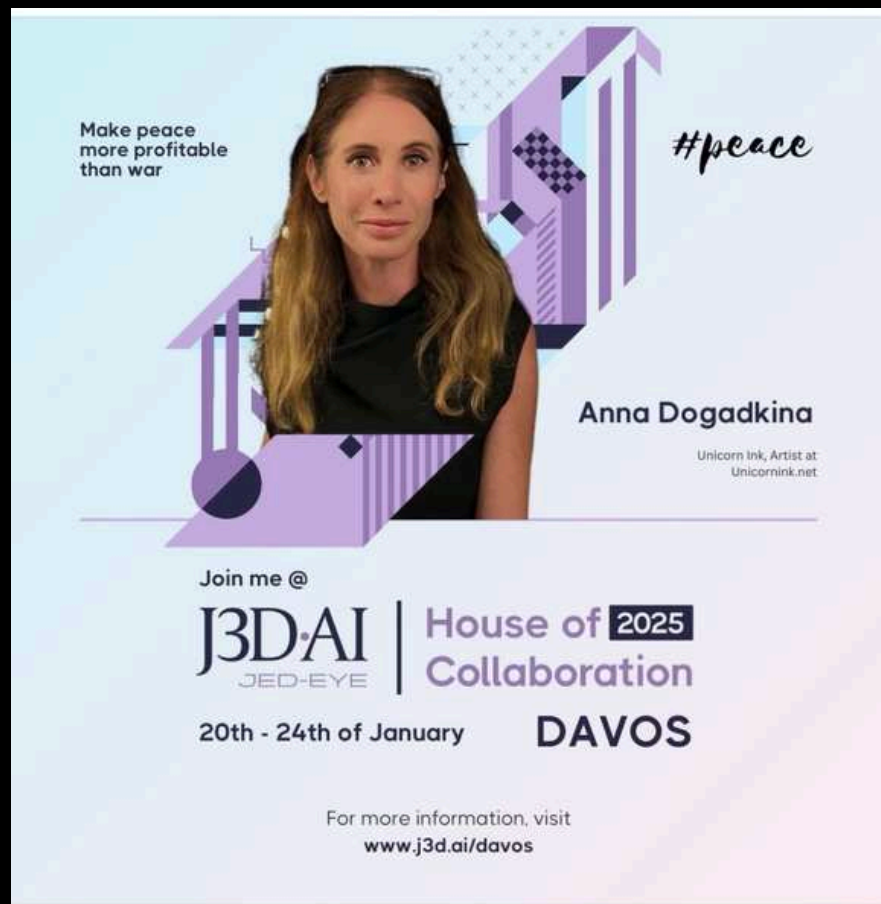 Make peace
more profitable
than war
#peace
Anna Dogadkina
Unicorn Ink, Artist at
Unicornink.net
Join me @
J3D·AI
JED-EYE
House of 2025
Collaboration
20th - 24th of January
DAVOS
For more information, visit
www.j3d.ai/davos